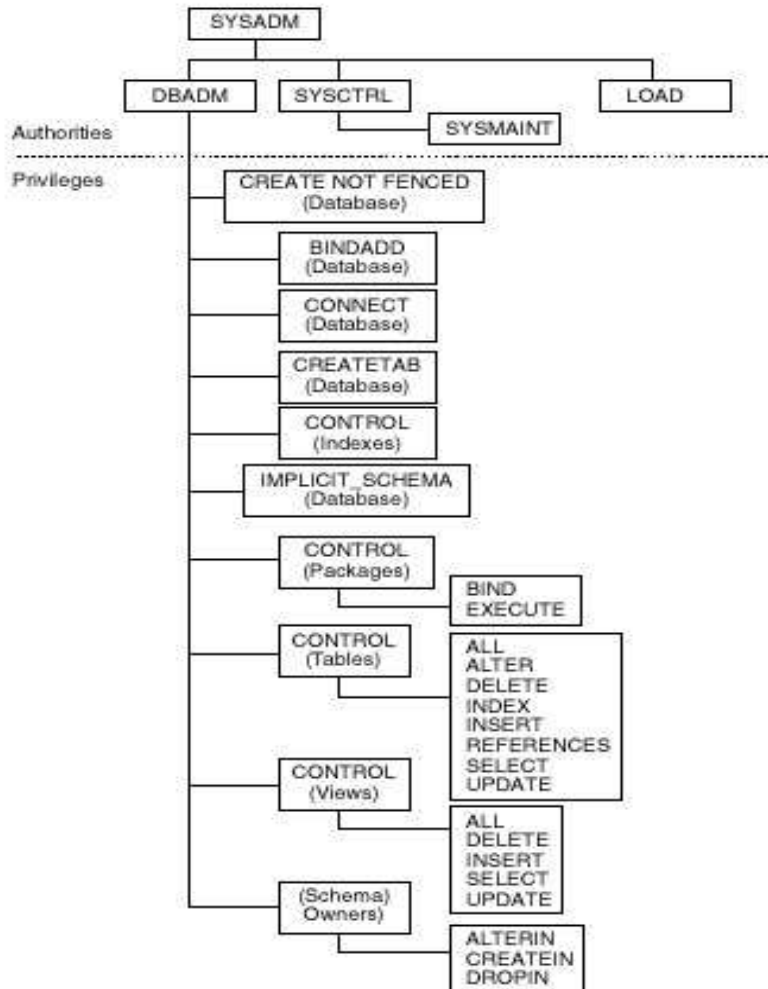 SYSADM
DBADM
SYSCTRL
LOAD
SYSMAINT
Authorities
Privileges
CREATE NOT FENCED
(Database)
BINDADD
(Database)
CONNECT
(Database)
CREATETAB
(Database)
CONTROL
(Indexes)
IMPLICIT_SCHEMA
(Database)
CONTROL
(Packages)
BIND
EXECUTE
CONTROL
(Tables)
ALL
ALTER
DELETE
INDEX
INSERT
REFERENCES
SELECT
UPDATE
CONTROL
(Views)
ALL
DELETE
INSERT
SELECT
UPDATE
(Schema)
Owners)
ALTERIN
CREATEIN
DROPIN